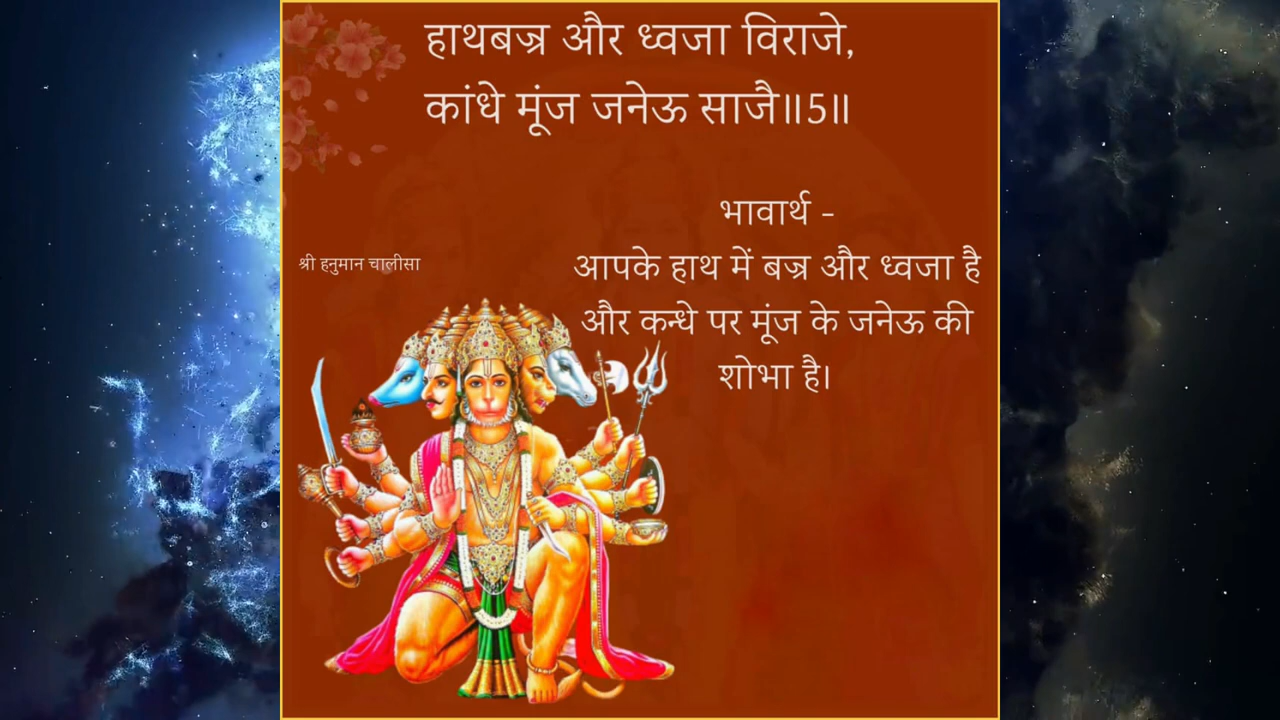 हाथबज्र और ध्वजा विराजे,
कांधे मूंज जनेऊ साजै॥5॥
भावार्थ -
श्री हनुमान चालीसा
आपके हाथ में बज्र और ध्वजा है
और कन्धे पर मूंज के जनेऊ की
शोभा है।